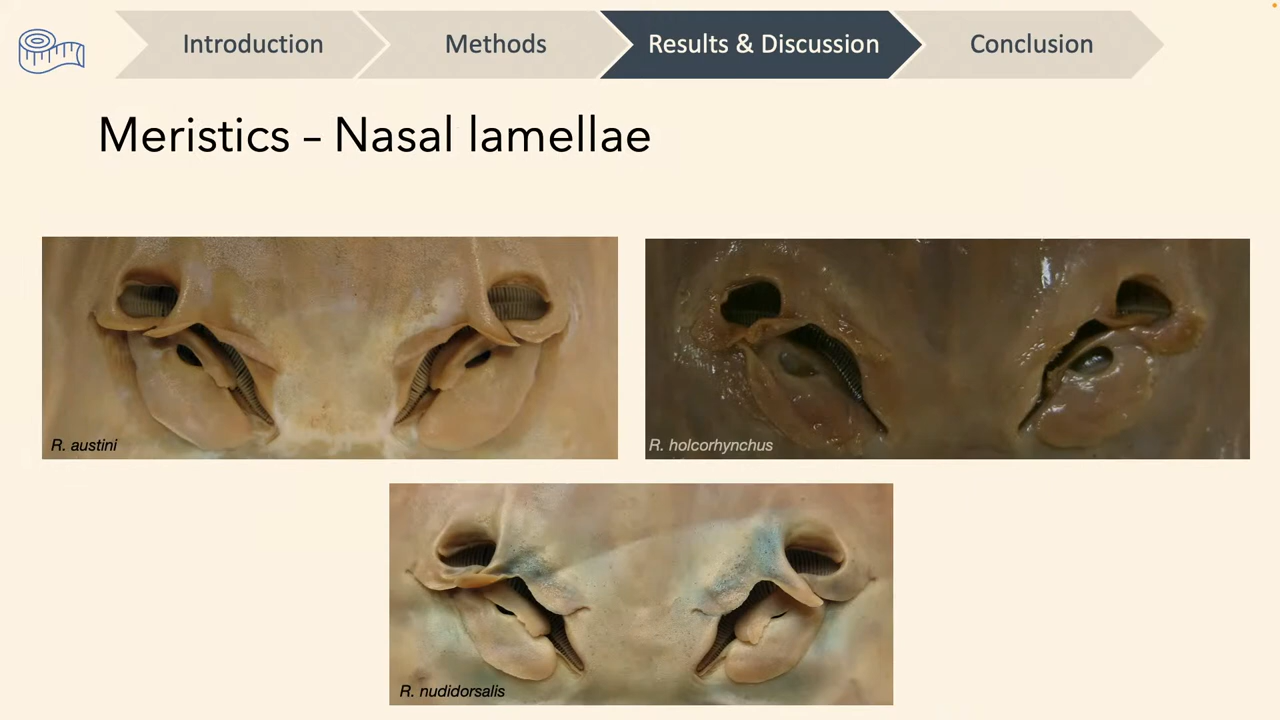 Introduction
Methods
Results & Discussion
Conclusion
Meristics – Nasal lamellae
R. austini
R. holcorhynchus
R. nudidorsalis